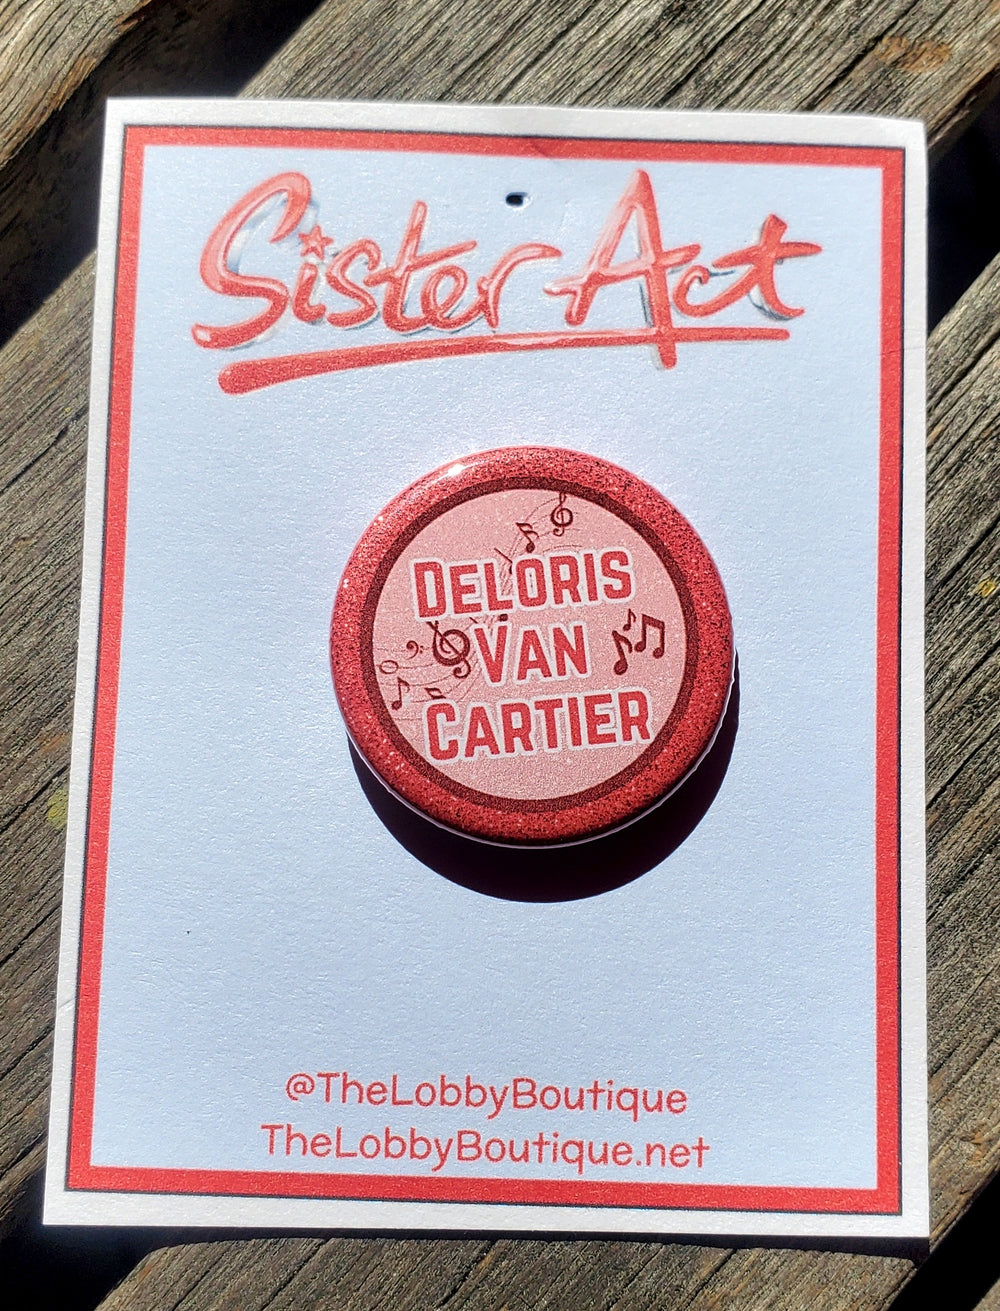 Sister Act
DELORIS
VAN
CARTIER
@TheLobbyBoutique
TheLobbyBoutique.net